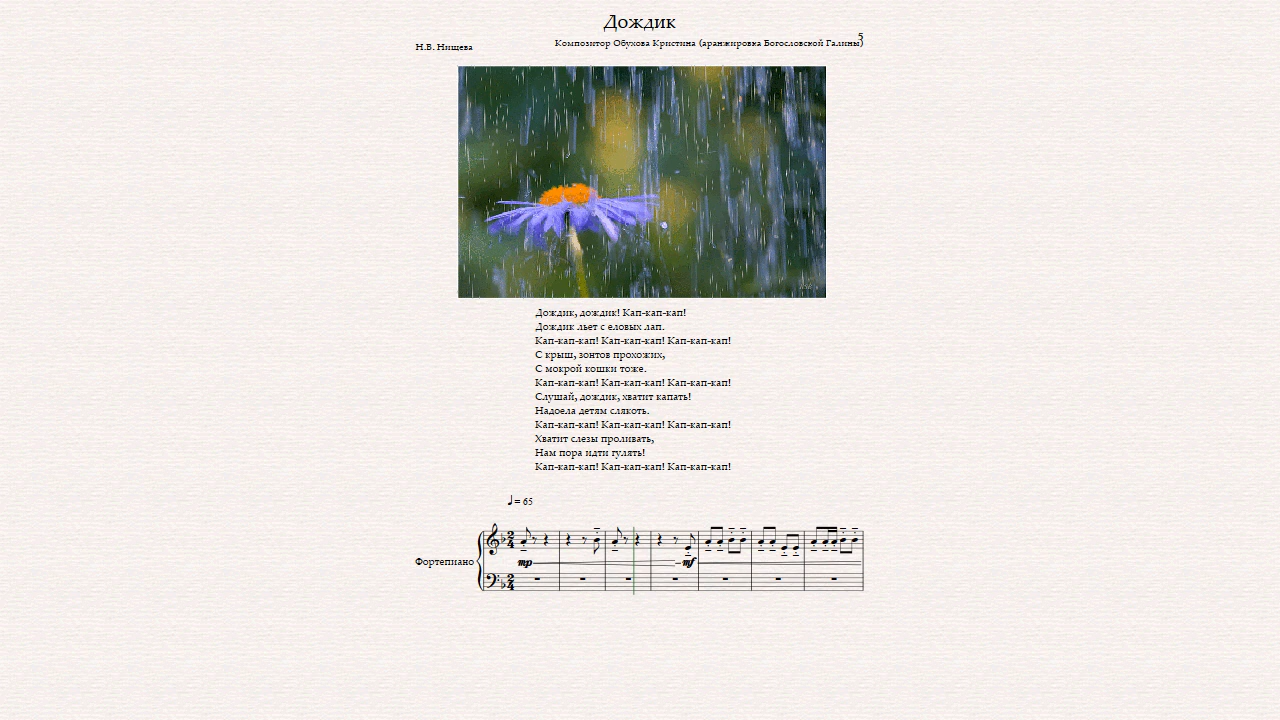 Дождик
5
Н.В. Нищева
Композитор Обухова Кристина (аранжировка Богословской Галины)
Дождик, дождик! Кап-кап-кап!
Дождик льет с еловых лап.
Кап-кап-кап! Кап-кап-кап! Кап-кап-кап!
С крыш, зонтов прохожих,
С мокрой кошки тоже.
Кап-кап-кап! Кап-кап-кап! Кап-кап-кап!
Слушай, дождик, хватит капать!
Надоела детям слякоть.
Кап-кап-кап! Кап-кап-кап! Кап-кап-кап!
Хватит слезы проливать,
Нам пора идти гулять!
Кап-кап-кап! Кап-кап-кап! Кап-кап-кап!
♩= 65
Фортепиано
mp mf